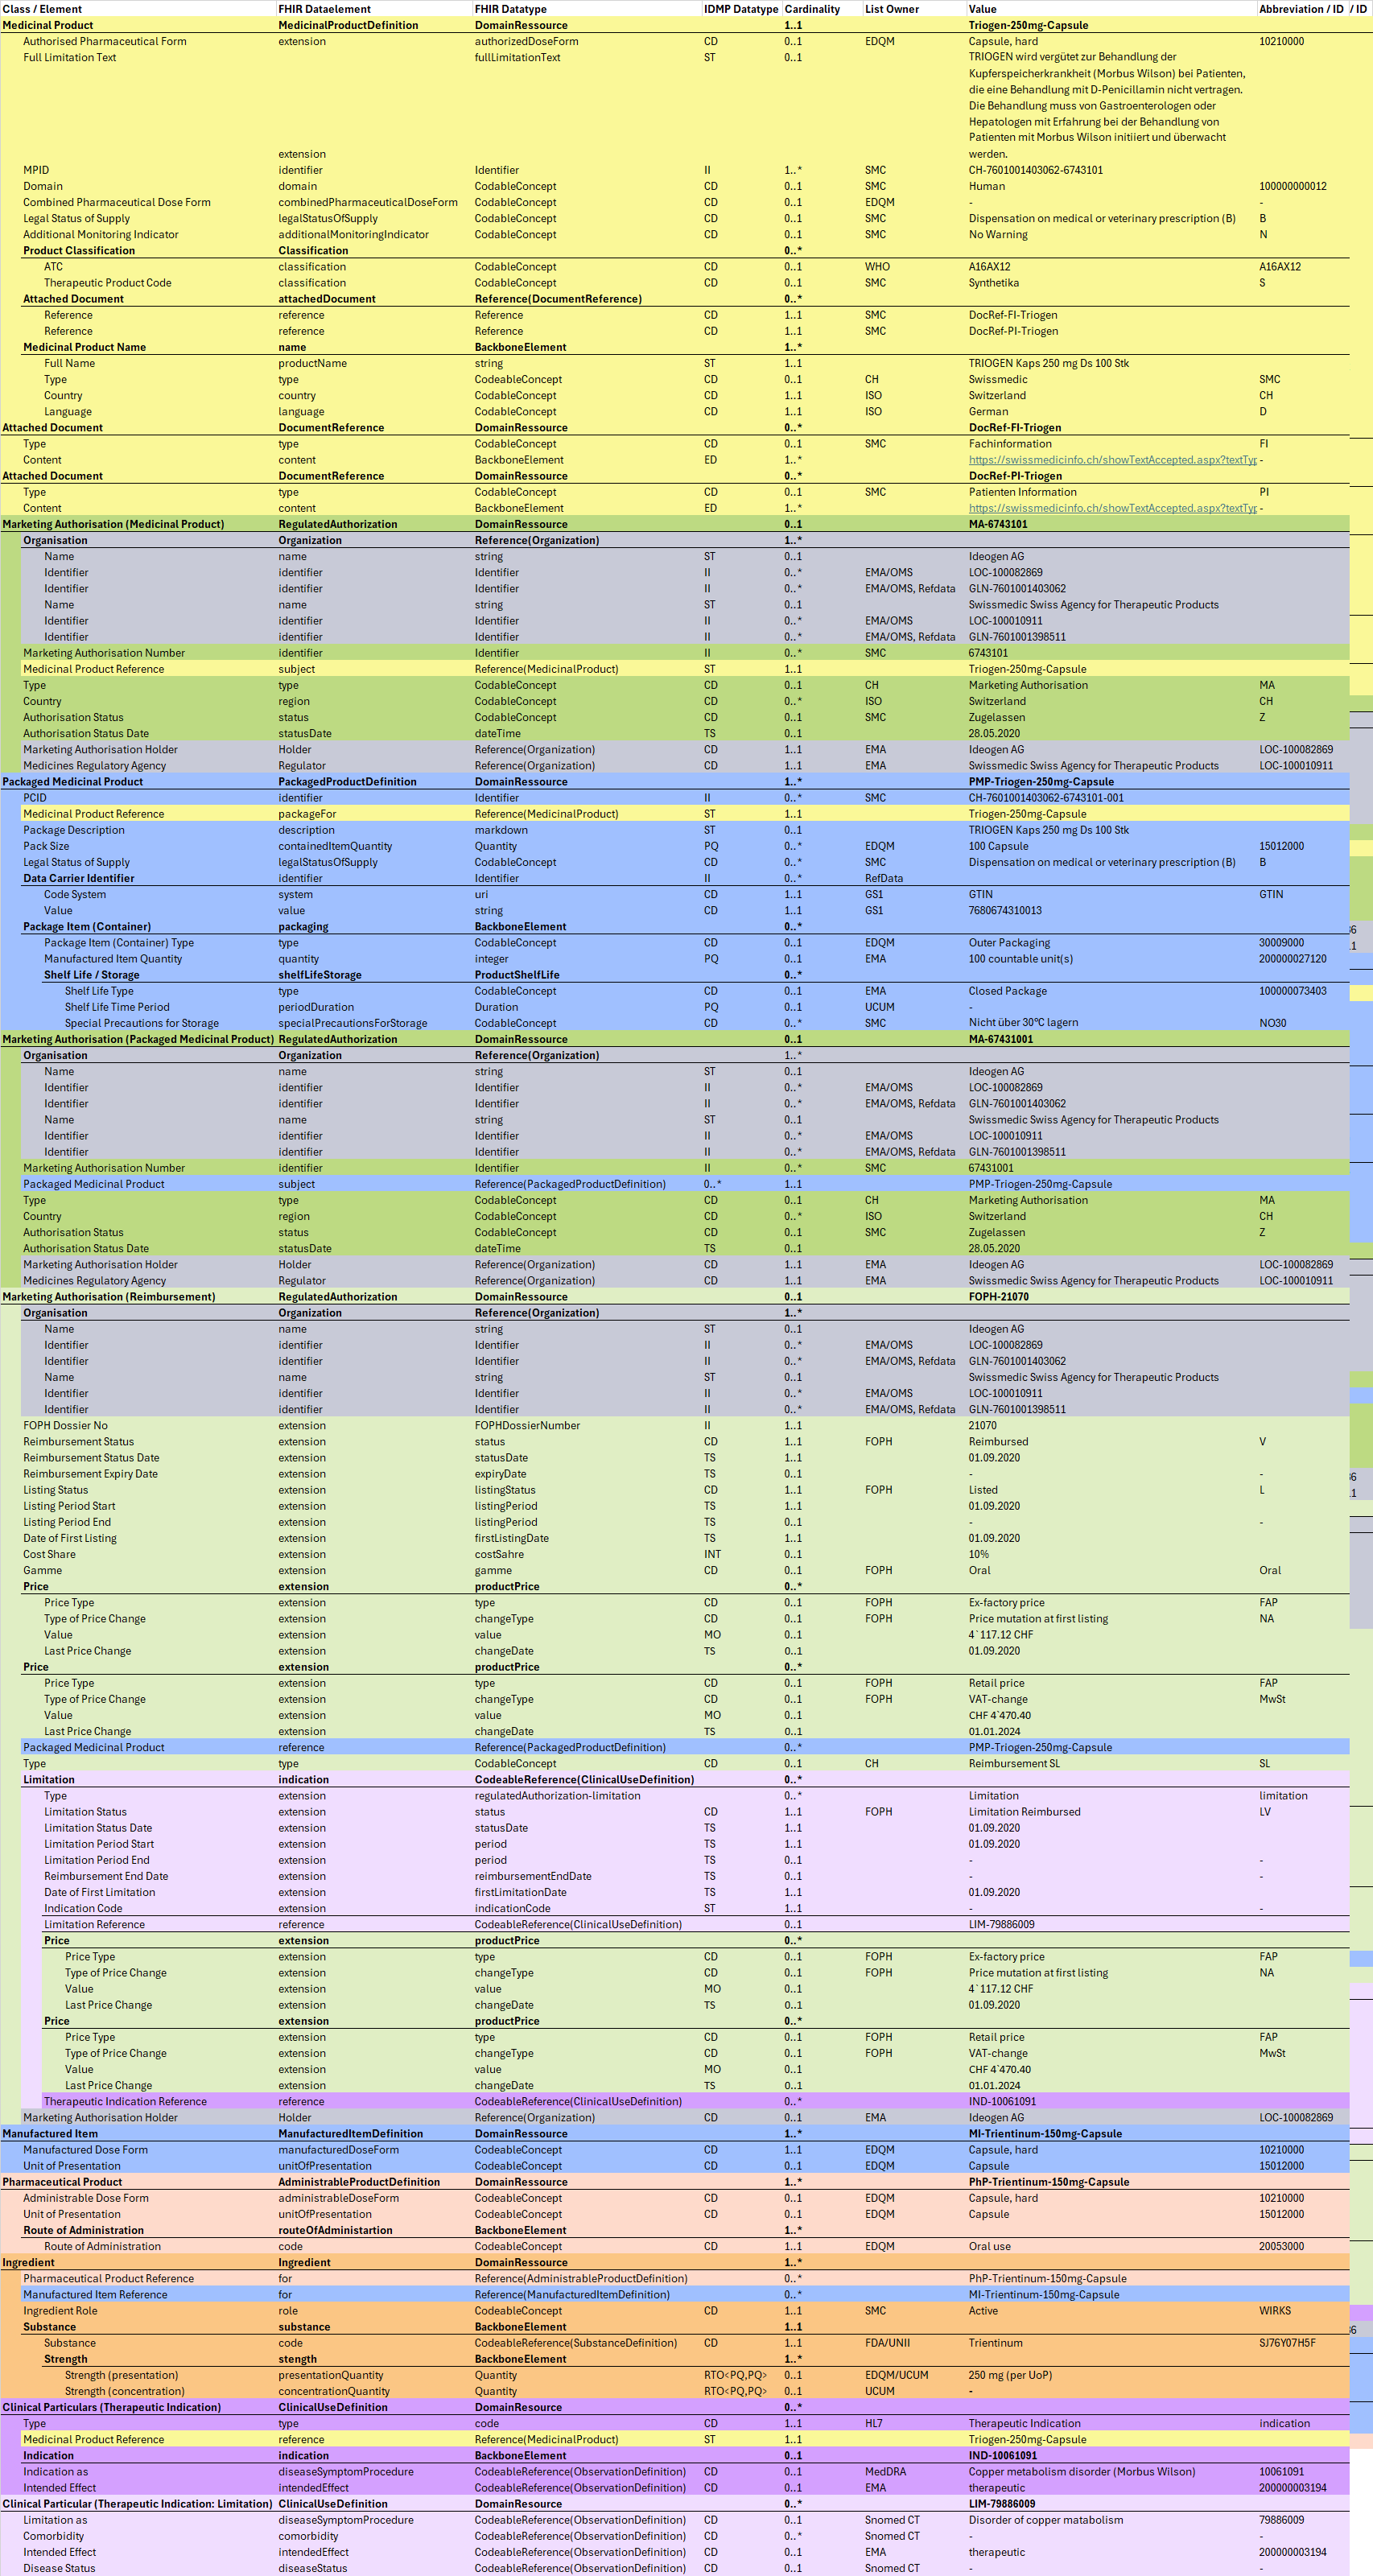 Class / Element FHIR Dataelement FHIR Datatype IDMP Datatype Cardinality List Owner Value Abbreviation / ID / ID
Medicinal Product MedicinalProductDefinition DomainRessource 1..1 Triogen-250mg-Capsule
Authorised Pharmaceutical Form extension authorizedDoseForm CD 0..1 EDQM Capsule, hard 10210000
Full Limitation Text extension fullLimitationText ST 0..1 TRIOGEN wird vergütet zur Behandlung der
Kupferspeicherkrankheit (Morbus Wilson) bei Patienten,
die eine Behandlung mit D-Penicillamin nicht vertragen.
Die Behandlung muss von Gastroenterologen oder
Hepatologen mit Erfahrung bei der Behandlung von
Patienten mit Morbus Wilson initiiert und überwacht
werden.
MPID identifier Identifier II 1..* SMC CH-7601001403062-6743101
Domain domain CodableConcept CD 0..1 SMC Human 100000000012
Combined Pharmaceutical Dose Form combinedPharmaceuticalDoseForm CodableConcept CD 0..1 EDQM - -
Legal Status of Supply legalStatusOfSupply CodableConcept CD 0..1 SMC Dispensation on medical or veterinary prescription (B) B
Additional Monitoring Indicator additionalMonitoringIndicator CodableConcept CD 0..1 SMC No Warning N
Product Classification Classification 0..*
ATC classification CodableConcept CD 0..1 WHO A16AX12 A16AX12
Therapeutic Product Code classification CodableConcept CD 0..1 SMC Synthetika S
Attached Document attachedDocument Reference(DocumentReference) 0..*
Reference reference Reference CD 1..1 SMC DocRef-FI-Triogen
Reference reference Reference CD 1..1 SMC DocRef-PI-Triogen
Medicinal Product Name name BackboneElement 1..*
Full Name productName string ST 1..1 TRIOGEN Kaps 250 mg Ds 100 Stk
Type type CodeableConcept CD 0..1 CH Swissmedic SMC
Country country CodeableConcept CD 1..1 ISO Switzerland CH
Language language CodeableConcept CD 1..1 ISO German D
Attached Document DocumentReference DomainRessource 0..* DocRef-FI-Triogen
Type type CodableConcept CD 0..1 SMC Fachinformation FI
Content content BackboneElement ED 1..* https://swissmedicinfo.ch/showTextAccepted.aspx?textTyp -
Attached Document DocumentReference DomainRessource 0..* DocRef-PI-Triogen
Type type CodableConcept CD 0..1 SMC Patienten Information PI
Content content BackboneElement ED 1..* https://swissmedicinfo.ch/showTextAccepted.aspx?textTyp -
Marketing Authorisation (Medicinal Product) RegulatedAuthorization DomainRessource 0..1 MA-6743101
Organisation Organization Reference(Organization) 1..*
Name name string ST 0..1 Ideogen AG
Identifier identifier Identifier II 0..* EMA/OMS LOC-100082869
Identifier identifier Identifier II 0..* EMA/OMS, Refdata GLN-7601001403062
Name name string ST 0..1 Swissmedic Swiss Agency for Therapeutic Products
Identifier identifier Identifier II 0..* EMA/OMS LOC-100010911
Identifier identifier Identifier II 0..* EMA/OMS, Refdata GLN-7601001398511
Marketing Authorisation Number identifier Identifier II 0..* SMC 6743101
Medicinal Product Reference subject Reference(MedicinalProduct) ST 1..1 Triogen-250mg-Capsule
Type type CodableConcept CD 0..1 CH Marketing Authorisation MA
Country region CodableConcept CD 0..* ISO Switzerland CH
Authorisation Status status CodableConcept CD 0..1 SMC Zugelassen Z
Authorisation Status Date statusDate dateTime TS 0..1 28.05.2020
Marketing Authorisation Holder Holder Reference(Organization) CD 1..1 EMA Ideogen AG LOC-100082869
Medicines Regulatory Agency Regulator Reference(Organization) CD 1..1 EMA Swissmedic Swiss Agency for Therapeutic Products LOC-100010911
Packaged Medicinal Product PackagedProductDefinition DomainRessource 1..* PMP-Triogen-250mg-Capsule
PCID identifier Identifier II 0..* SMC CH-7601001403062-6743101-001
Medicinal Product Reference packageFor Reference(MedicinalProduct) ST 1..1 Triogen-250mg-Capsule
Package Description description markdown ST 0..1 TRIOGEN Kaps 250 mg Ds 100 Stk
Pack Size containedItemQuantity Quantity PQ 0..* EDQM 100 Capsule 15012000
Legal Status of Supply legalStatusOfSupply CodableConcept CD 0..* SMC Dispensation on medical or veterinary prescription (B) B
Data Carrier Identifier identifier II 0..* RefData
Code System system uri CD 1..1 GS1 GTIN GTIN
Value value string CD 1..1 GS1 7680674310013
Package Item (Container) packaging BackboneElement 0..*
Package Item (Container) Type type CodableConcept CD 0..1 EDQM Outer Packaging 30009000
Manufactured Item Quantity quantity integer PQ 0..1 EMA 100 countable unit(s) 200000027120
Shelf Life / Storage shelfLifeStorage ProductShelfLife 0..*
Shelf Life Type type CodableConcept CD 0..1 EMA Closed Package 100000073403
Shelf Life Time Period periodDuration Duration PQ 0..1 UCUM -
Special Precautions for Storage specialPrecautionsForStorage CodableConcept CD 0..* SMC Nicht über 30°C lagern NO30
Marketing Authorisation (Packaged Medicinal Product) RegulatedAuthorization DomainRessource 0..1 MA-67431001
Organisation Organization Reference(Organization) 1..*
Name name string ST 0..1 Ideogen AG
Identifier identifier Identifier II 0..* EMA/OMS LOC-100082869
Identifier identifier Identifier II 0..* EMA/OMS, Refdata GLN-7601001403062
Name name string ST 0..1 Swissmedic Swiss Agency for Therapeutic Products
Identifier identifier Identifier II 0..* EMA/OMS LOC-100010911
Identifier identifier Identifier II 0..* EMA/OMS, Refdata GLN-7601001398511
Marketing Authorisation Number identifier Identifier II 0..* SMC 67431001
Packaged Medicinal Product subject Reference(PackagedProductDefinition) 0..* 1..1 PMP-Triogen-250mg-Capsule
Type type CodableConcept CD 0..1 CH Marketing Authorisation MA
Country region CodableConcept CD 0..* ISO Switzerland CH
Authorisation Status status CodableConcept CD 0..1 SMC Zugelassen Z
Authorisation Status Date statusDate dateTime TS 0..1 28.05.2020
Marketing Authorisation Holder Holder Reference(Organization) CD 1..1 EMA Ideogen AG LOC-100082869
Medicines Regulatory Agency Regulator Reference(Organization) CD 1..1 EMA Swissmedic Swiss Agency for Therapeutic Products LOC-100010911
Marketing Authorisation (Reimbursement) RegulatedAuthorization DomainRessource 0..1 FOPH-21070
Organisation Organization Reference(Organization) 1..*
Name name string ST 0..1 Ideogen AG
Identifier identifier Identifier II 0..* EMA/OMS LOC-100082869
Identifier identifier Identifier II 0..* EMA/OMS, Refdata GLN-7601001403062
Name name string ST 0..1 Swissmedic Swiss Agency for Therapeutic Products
Identifier identifier Identifier II 0..* EMA/OMS LOC-100010911
Identifier identifier Identifier II 0..* EMA/OMS, Refdata GLN-7601001398511
FOPH Dossier No extension FOPHDossierNumber II 1..1 21070
Reimbursement Status extension status CD 1..1 FOPH Reimbursed V
Reimbursement Status Date extension statusDate TS 1..1 01.09.2020
Reimbursement Expiry Date extension expiryDate TS 0..1 - -
Listing Status extension listingStatus CD 1..1 FOPH Listed L
Listing Period Start extension listingPeriod TS 1..1 01.09.2020
Listing Period End extension listingPeriod TS 0..1 - -
Date of First Listing extension firstListingDate TS 1..1 01.09.2020
Cost Share extension costSahre INT 0..1 10%
Gamme extension gamme CD 0..1 FOPH Oral Oral
Price extension productPrice 0..*
Price Type extension type CD 0..1 FOPH Ex-factory price FAP
Type of Price Change extension changeType CD 0..1 FOPH Price mutation at first listing NA
Value extension value MO 0..1 4`117.12 CHF
Last Price Change extension changeDate TS 0..1 01.09.2020
Price extension productPrice 0..*
Price Type extension type CD 0..1 FOPH Retail price FAP
Type of Price Change extension changeType CD 0..1 FOPH VAT-change MwSt
Value extension value MO 0..1 CHF 4`470.40
Last Price Change extension changeDate TS 0..1 01.01.2024
Packaged Medicinal Product reference Reference(PackagedProductDefinition) 0..* PMP-Triogen-250mg-Capsule
Type type CodableConcept CD 0..1 CH Reimbursement SL SL
Limitation indication CodeableReference(ClinicalUseDefinition) 0..*
Type extension regulatedAuthorization-limitation 0..* Limitation limitation
Limitation Status extension status CD 1..1 FOPH Limitation Reimbursed LV
Limitation Status Date extension statusDate TS 1..1 01.09.2020
Limitation Period Start extension period TS 1..1 01.09.2020
Limitation Period End extension period TS 0..1 - -
Reimbursement End Date extension reimbursementEndDate TS 0..1 - -
Date of First Limitation extension firstLimitationDate TS 1..1 01.09.2020
Indication Code extension indicationCode ST 1..1 - -
Limitation Reference reference CodeableReference(ClinicalUseDefinition) 0..1 LIM-79886009
Price extension productPrice 0..*
Price Type extension type CD 0..1 FOPH Ex-factory price FAP
Type of Price Change extension changeType CD 0..1 FOPH Price mutation at first listing NA
Value extension value MO 0..1 4`117.12 CHF
Last Price Change extension changeDate TS 0..1 01.09.2020
Price extension productPrice 0..*
Price Type extension type CD 0..1 FOPH Retail price FAP
Type of Price Change extension changeType CD 0..1 FOPH VAT-change MwSt
Value extension value MO 0..1 CHF 4`470.40
Last Price Change extension changeDate TS 0..1 01.01.2024
Therapeutic Indication Reference reference CodeableReference(ClinicalUseDefinition) 0..* IND-10061091
Marketing Authorisation Holder Holder Reference(Organization) CD 0..1 EMA Ideogen AG LOC-100082869
Manufactured Item ManufacturedItemDefinition DomainRessource 1..* MI-Trientinum-150mg-Capsule
Manufactured Dose Form manufacturedDoseForm CodeableConcept CD 1..1 EDQM Capsule, hard 10210000
Unit of Presentation unitOfPresentation CodeableConcept CD 0..1 EDQM Capsule 15012000
Pharmaceutical Product AdministrableProductDefinition DomainRessource 1..* PhP-Trientinum-150mg-Capsule
Administrable Dose Form administrableDoseForm CodeableConcept CD 0..1 EDQM Capsule, hard 10210000
Unit of Presentation unitOfPresentation CodeableConcept CD 0..1 EDQM Capsule 15012000
Route of Administration routeOfAdministartion BackboneElement 1..*
Route of Administration code CodeableConcept CD 1..1 EDQM Oral use 20053000
Ingredient Ingredient DomainRessource 1..*
Pharmaceutical Product Reference for Reference(AdministrableProductDefinition) 0..* PhP-Trientinum-150mg-Capsule
Manufactured Item Reference for Reference(ManufacturedItemDefinition) 0..* MI-Trientinum-150mg-Capsule
Ingredient Role role CodeableConcept CD 1..1 SMC Active WIRKS
Substance substance BackboneElement 1..1
Substance code CodeableReference(SubstanceDefinition) CD 1..1 FDA/UNII Trientinum SJ76Y07H5F
Strength stength BackboneElement 1..*
Strength (presentation) presentationQuantity Quantity RTO<PQ,PQ> 0..1 EDQM/UCUM 250 mg (per UoP)
Strength (concentration) concentrationQuantity Quantity RTO<PQ,PQ> 0..1 UCUM -
Clinical Particulars (Therapeutic Indication) ClinicalUseDefinition DomainResource 0..*
Type type code CD 1..1 HL7 Therapeutic Indication indication
Medicinal Product Reference reference Reference(MedicinalProduct) ST 1..1 Triogen-250mg-Capsule
Indication indication BackboneElement 0..1 IND-10061091
Indication as diseaseSymptomProcedure CodeableReference(ObservationDefinition) CD 0..1 MedDRA Copper metabolism disorder (Morbus Wilson) 10061091
Intended Effect intendedEffect CodeableReference(ObservationDefinition) CD 0..1 EMA therapeutic 200000003194
Clinical Particular (Therapeutic Indication: Limitation) ClinicalUseDefinition DomainResource 0..* LIM-79886009
Limitation as diseaseSymptomProcedure CodeableReference(ObservationDefinition) CD 0..1 Snomed CT Disorder of copper matabolism 79886009
Comorbidity comorbidity CodeableReference(ObservationDefinition) CD 0..* Snomed CT - -
Intended Effect intendedEffect CodeableReference(ObservationDefinition) CD 0..1 EMA therapeutic 200000003194
Disease Status diseaseStatus CodeableReference(ObservationDefinition) CD 0..1 Snomed CT - -